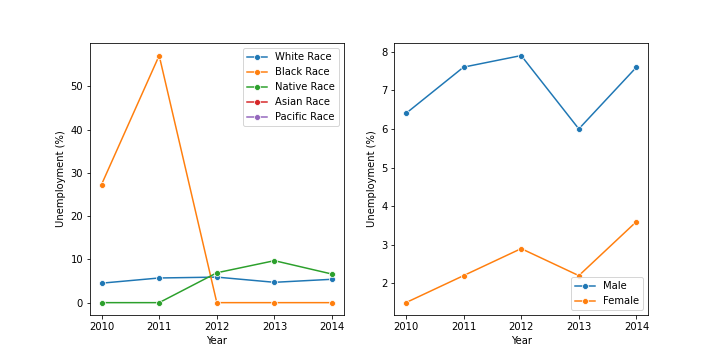 Unemployment (%)
50
40
30
20
10
0
White Race
Black Race
Native Race
Asian Race
Pacific Race
2010 2011 2012 2013 2014
Year
Unemployment (%)
8
7
6
5
4
3
2
Male
Female
2010 2011 2012 2013 2014
Year